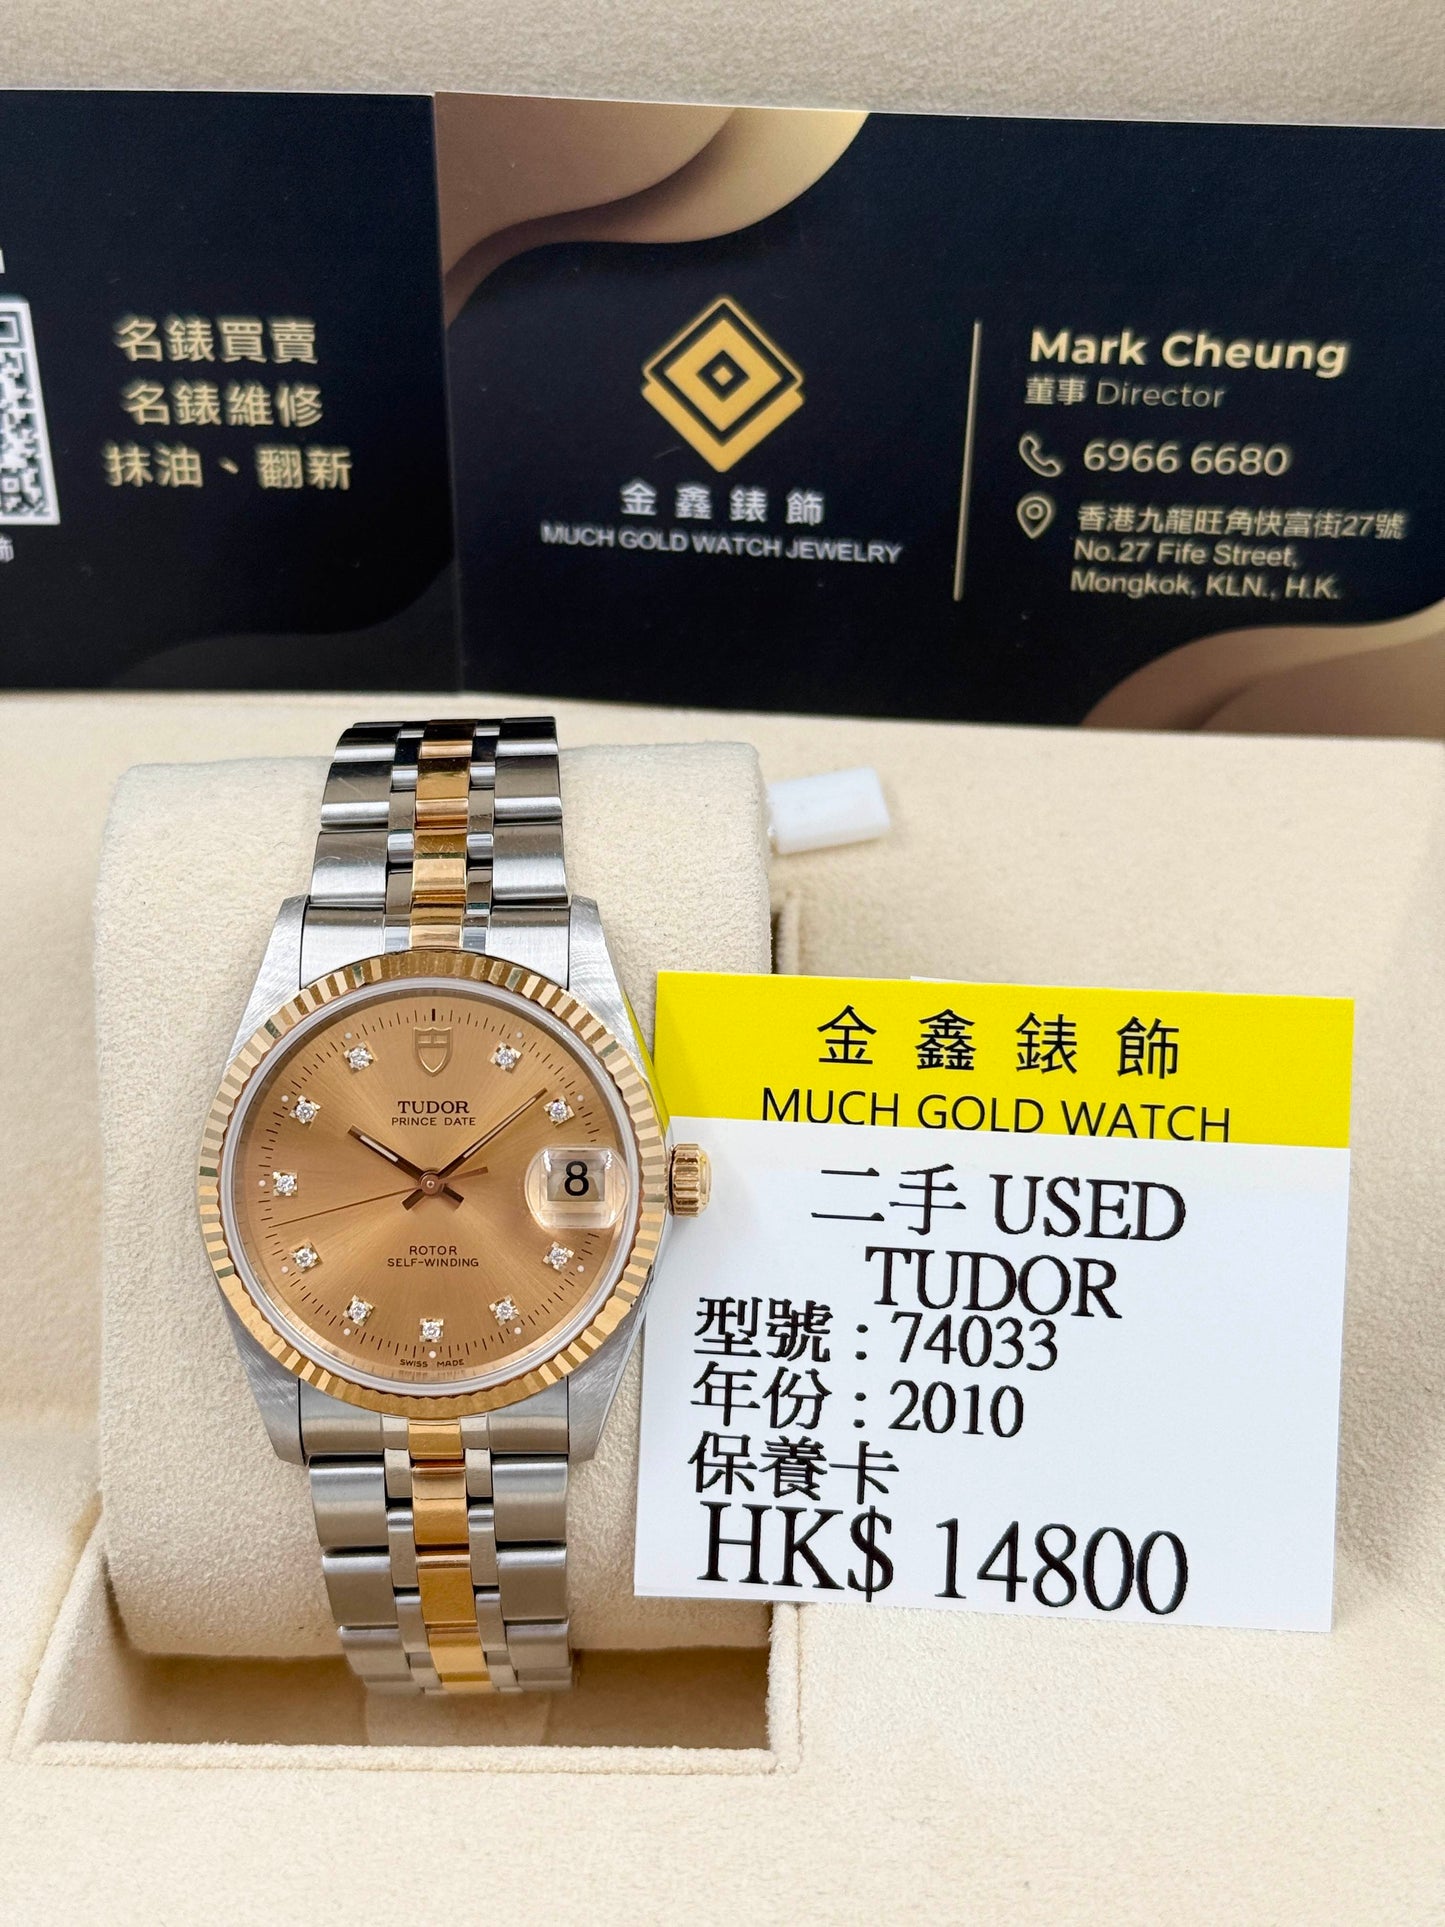 名錶買賣
名錶維修
抹油、翻新
飾
金鑫錶飾
MUCH GOLD WATCH JEWELRY
Mark Cheung
董事 Director
6966 6680
香港九龍旺角快富街27號
No.27 Fife Street,
Mongkok, KLN., H.K.
TUDOR
PRINCE DATE
8
ROTOR
SELF-WINDING
SWISS MADE
金鑫錶飾
MUCH GOLD WATCH
二手 USED
TUDOR
型號：74033
年份：2010
保養卡
HK$ 14800